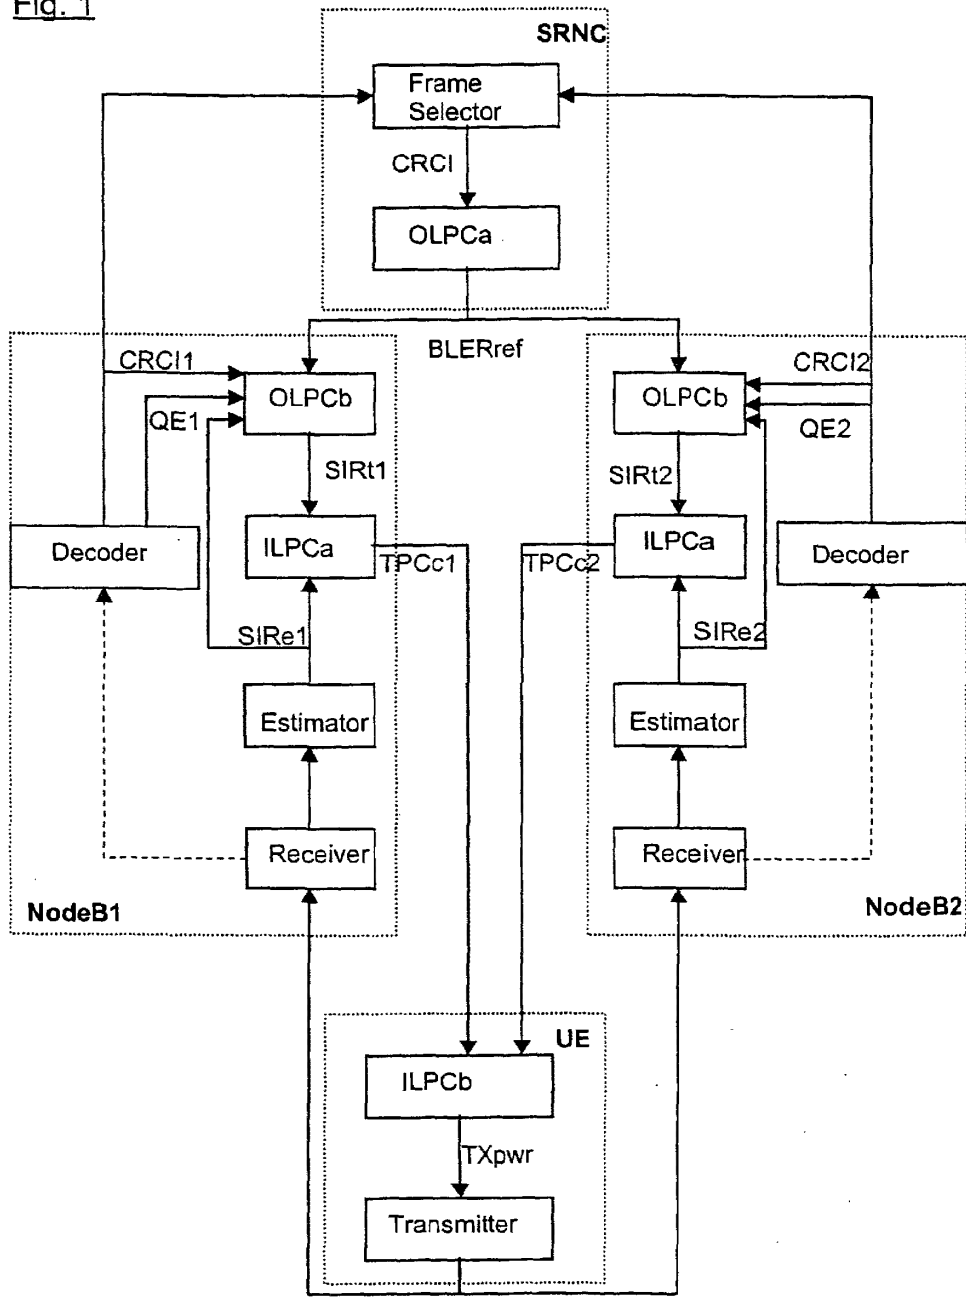 Fig. 1
SRNC
Frame
Selector
CRCI
OLPCa
BLERref
CRCI1
OLPCb
QE1
SIRt1
ILPCa
Decoder
TPCc1
SIRe1
Estimator
Receiver
NodeB1
CRCI2
OLPCb
QE2
SIRt2
ILPCa
Decoder
TPCc2
SIRe2
Estimator
Receiver
NodeB2
UE
ILPCb
TXpwr
Transmitter